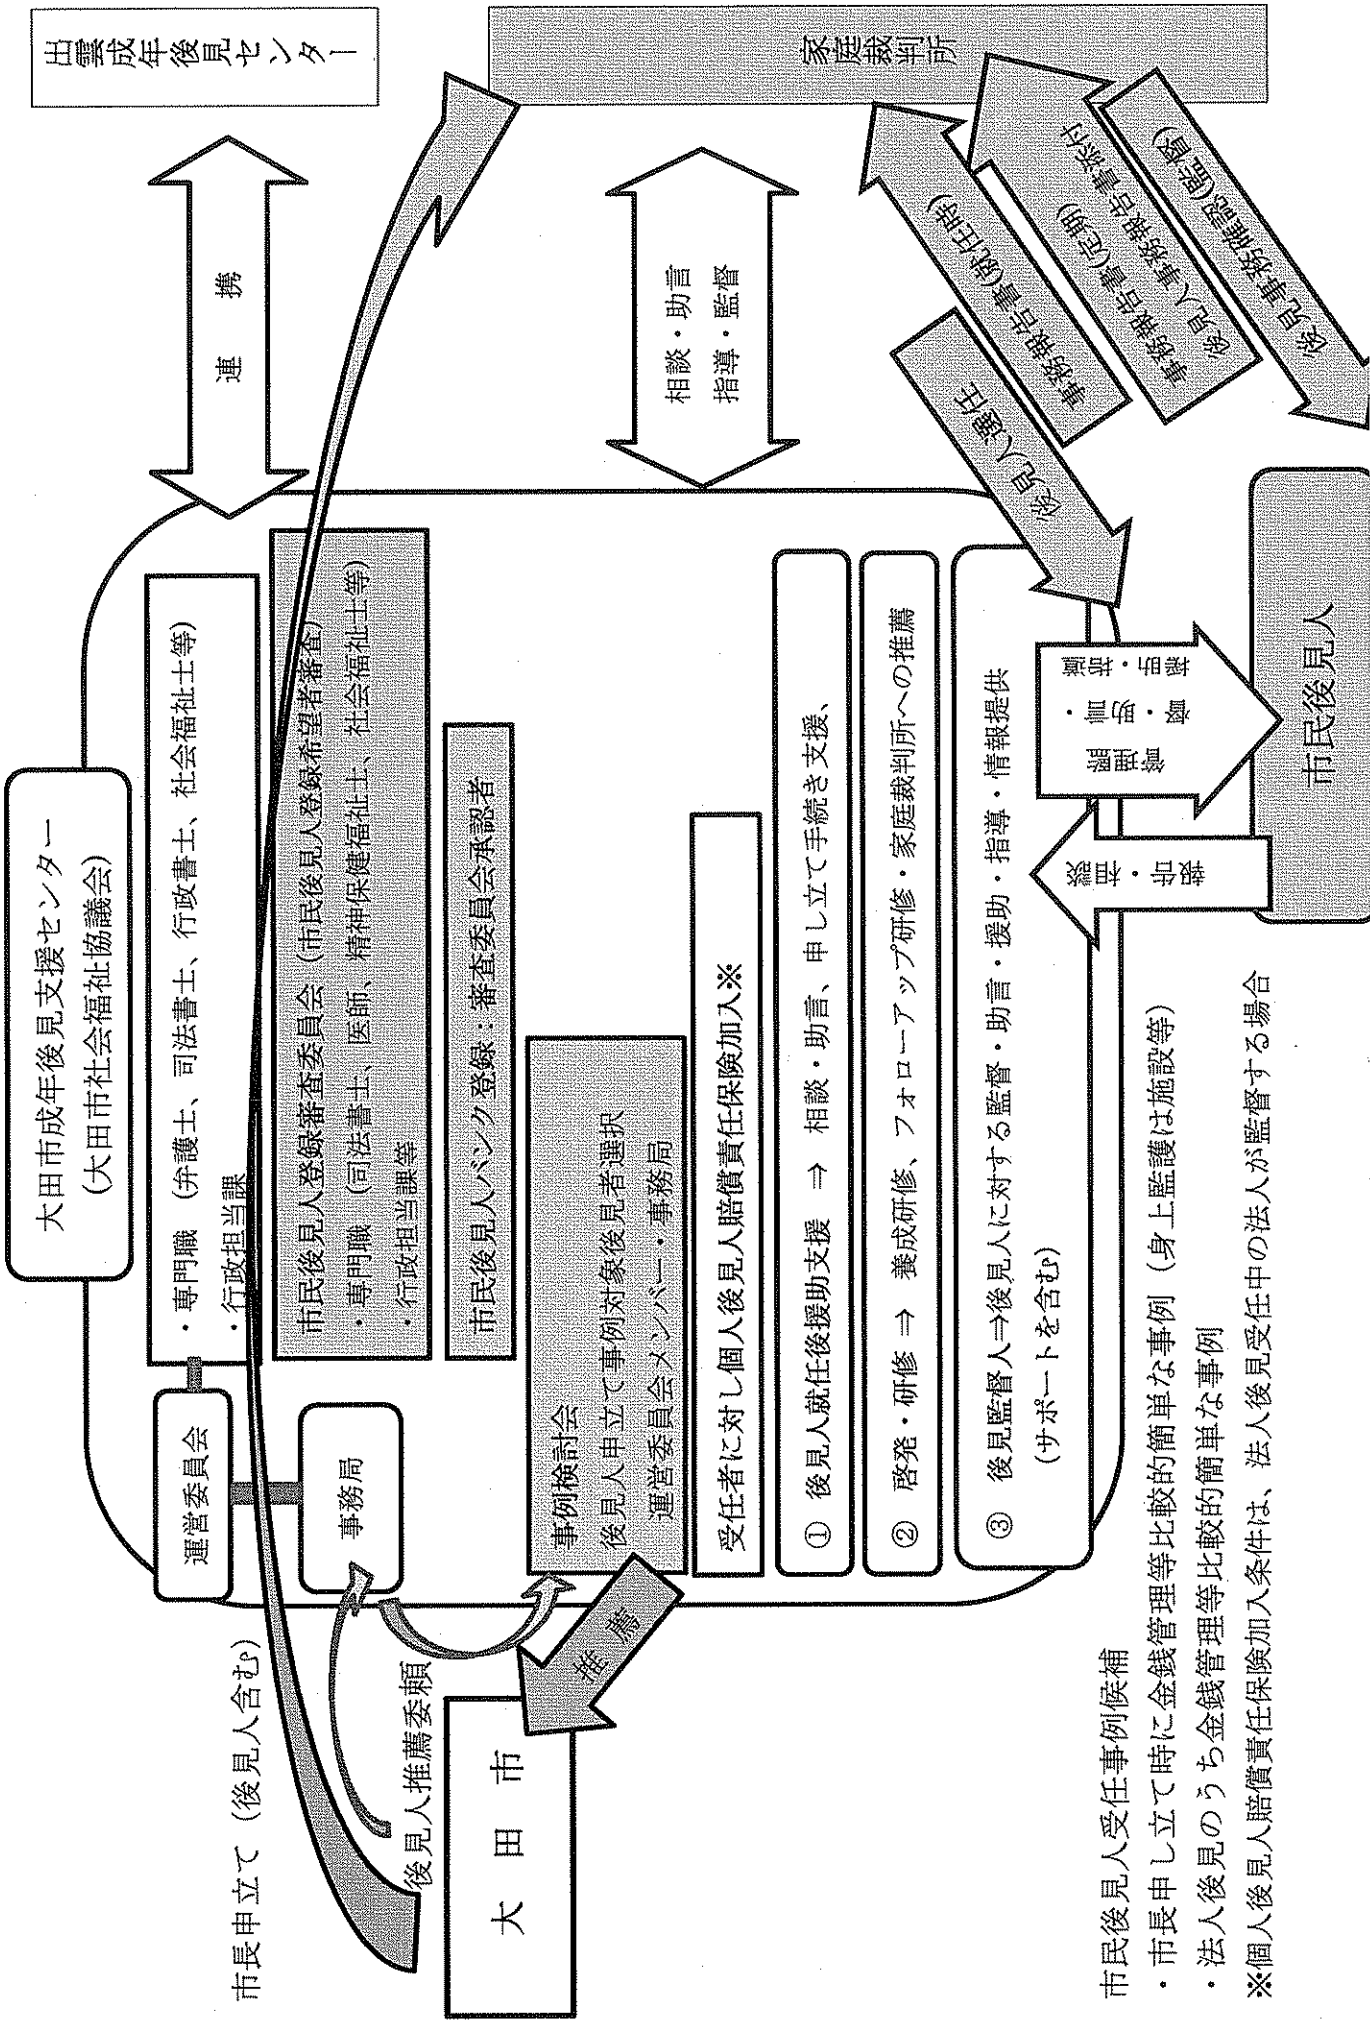 大田市成年後見支援センター
(大田市社会福祉協議会)
出雲成年後見センター
家庭裁判所
連 携
相談・助言
指導・監督
運営委員会
・専門職 (弁護士、司法書士、行政書士、社会福祉士等)
・行政担当課
事務局
市民後見人登録審査委員会 (市民後見人登録希望者審査)
・専門職 (司法書士、医師、精神保健福祉士、社会福祉士等)
・行政担当課等
市民後見人バンク登録：審査委員会承認者
事例検討会
後見人申立て事例対象後見者選択
運営委員会メンバー・事務局
受任者に対し個人後見人賠償責任保険加入※
① 後見人就任後援助支援 ⇒ 相談・助言、申し立て手続き支援、
② 啓発・研修 ⇒ 養成研修、フォローアップ研修・家庭裁判所への推薦
③ 後見監督人⇒後見人に対する監督・助言・援助・指導・情報提供
(サポートを含む)
市長申立て (後見人含む)
後見人推薦委頼
推薦
大 田 市
後見人選任
事務報告書(就任時)
事務報告書(定期)
後見人事務報告書添付
後見事務確認(監督)
報告・相談
管理監
督・助言・
援助・指導
市民後見人
市民後見人受任事例候補
・市長申し立て時に金銭管理等比較的簡単な事例 (身上監護は施設等)
・法人後見のうち金銭管理等比較的簡単な事例
※個人後見人賠償責任保険加入条件は、法人後見受任中の法人が監督する場合